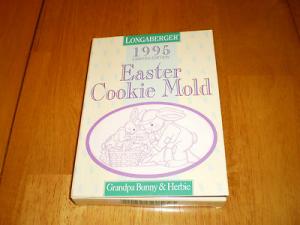 LONGABERGER
1995
LIMITED EDITION
Easter
Cookie Mold
Grandpa Bunny & Herbie